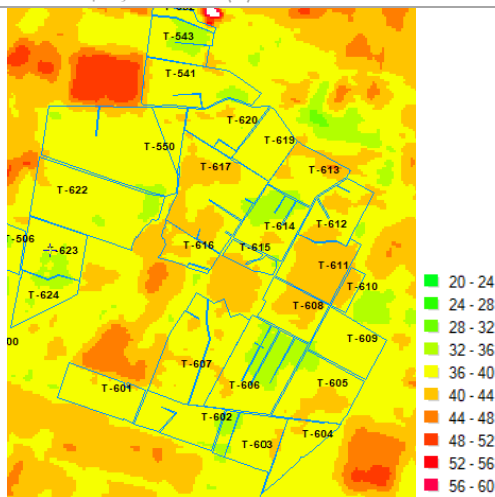 T-543
T-541
T-620
T-550
T-619
T-617
T-613
T-622
T-614
T-612
T-506
T-623
T-616
T-615
T-611
T-610
T-624
T-608
00
T-609
T-607
T-601
T-606
T-605
T-602
T-603
T-604
20 - 24
24 - 28
28 - 32
32 - 36
36 - 40
40 - 44
44 - 48
48 - 52
52 - 56
56 - 60